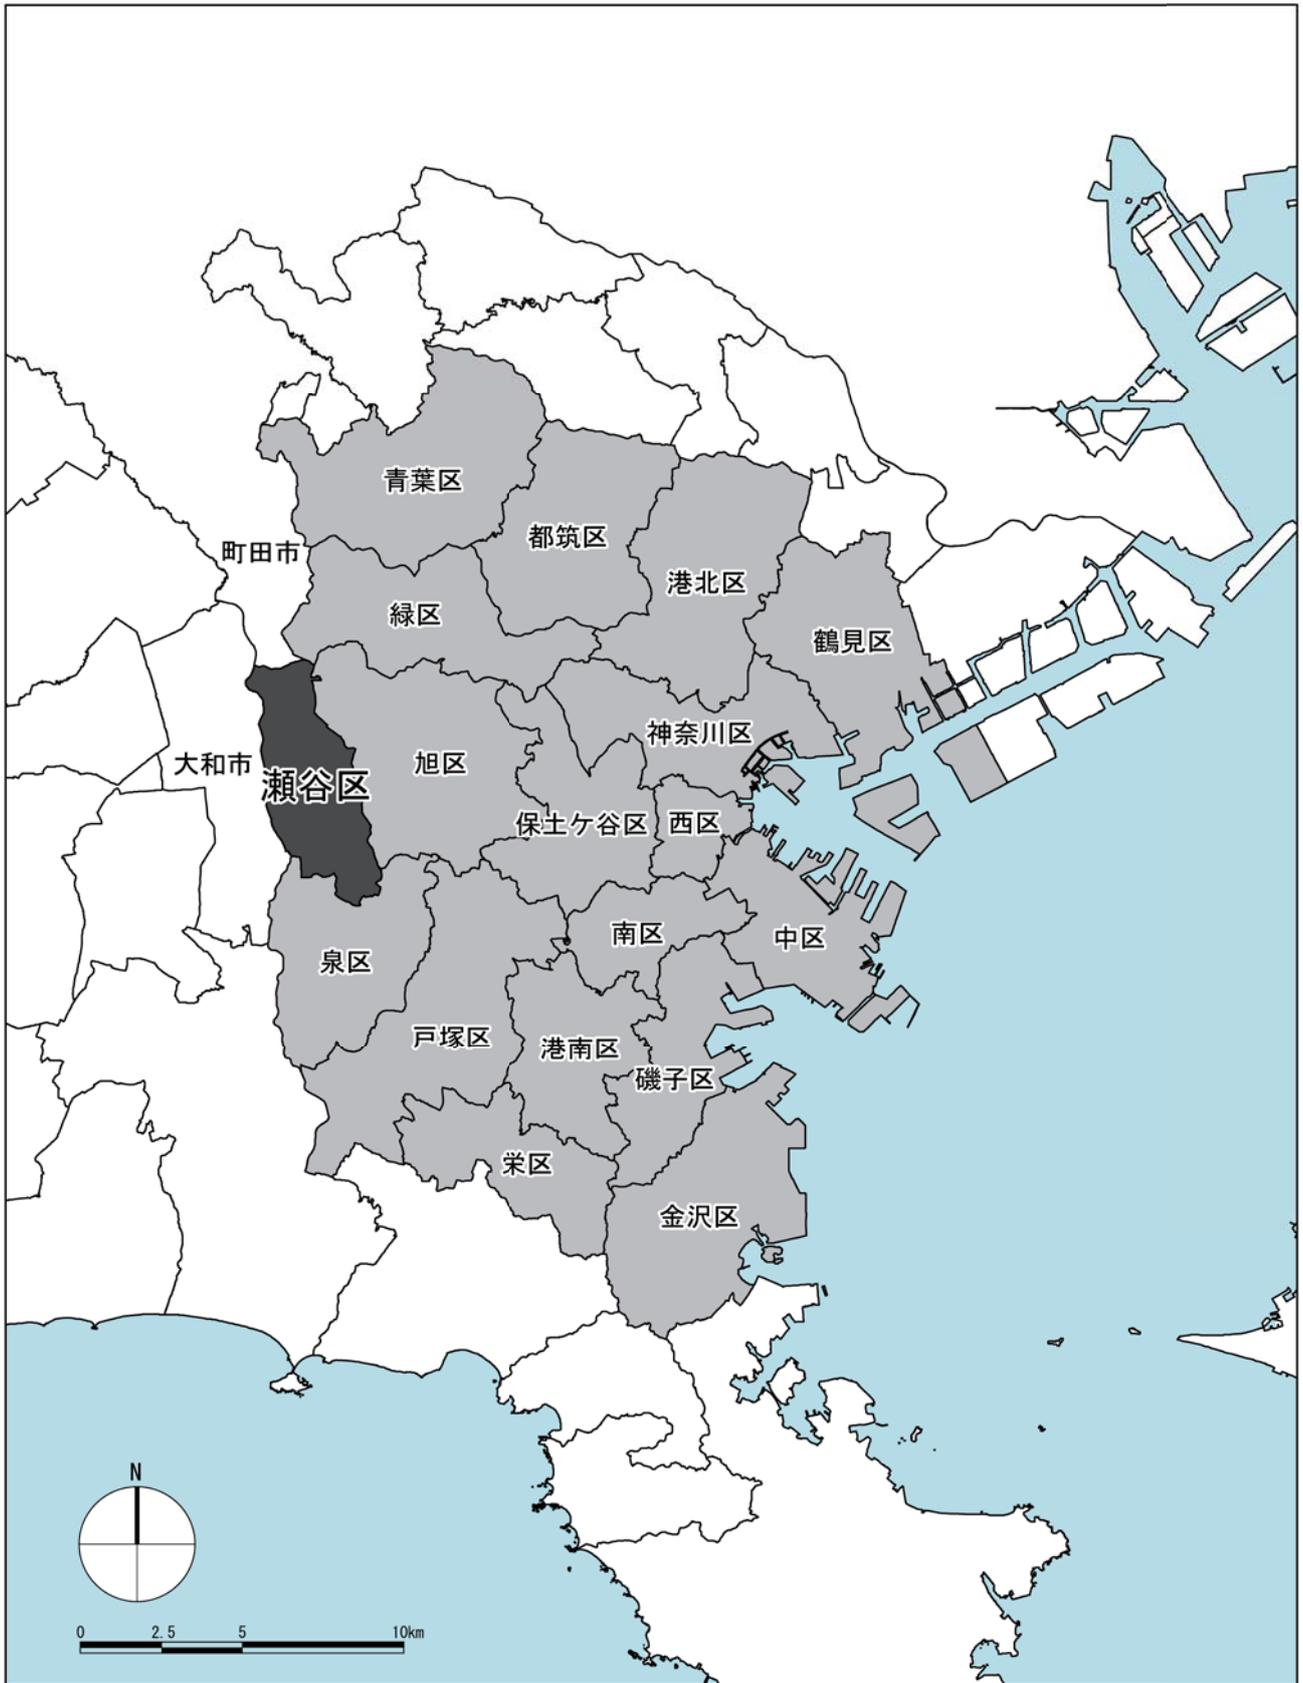 青葉区
都筑区
町田市
港北区
緑区
鶴見区
神奈川区
大和市
瀬谷区
旭区
保土ケ谷区
西区
南区
中区
泉区
戸塚区
港南区
磯子区
栄区
金沢区
N
0 2.5 5 10km